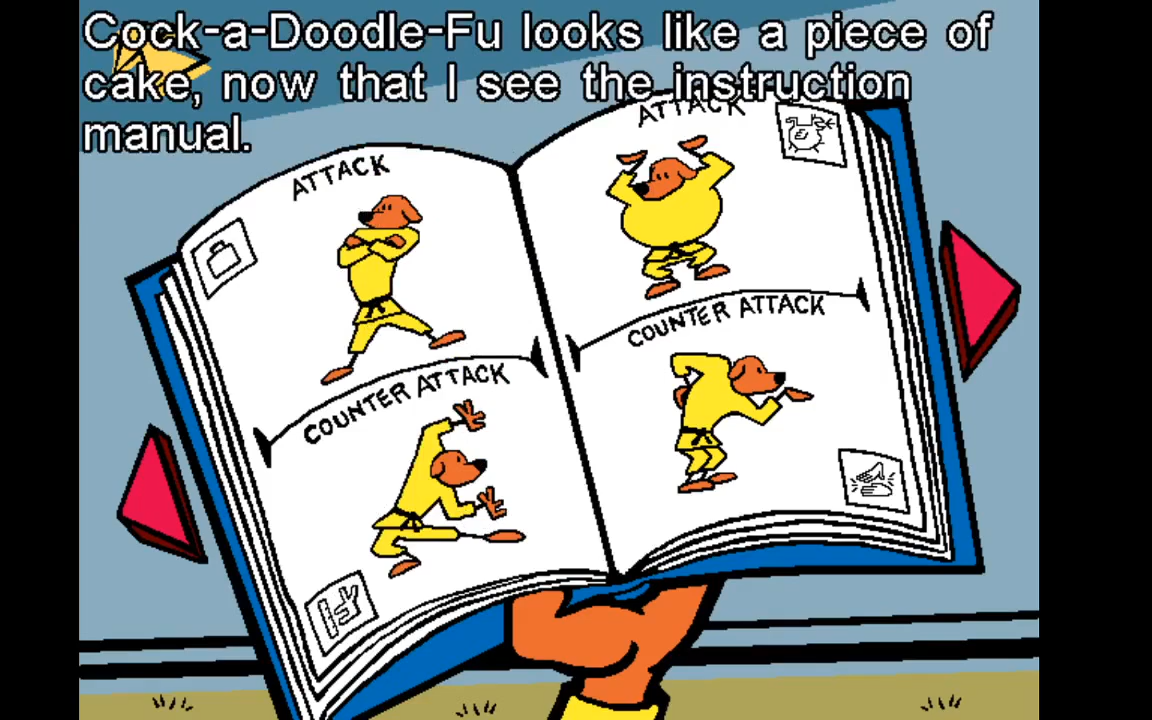 Cock-a-Doodle-Fu looks like a piece of
cake, now that I see the instruction
manual.
ATTACK
COUNTER ATTACK
ATTACK
COUNTER ATTACK